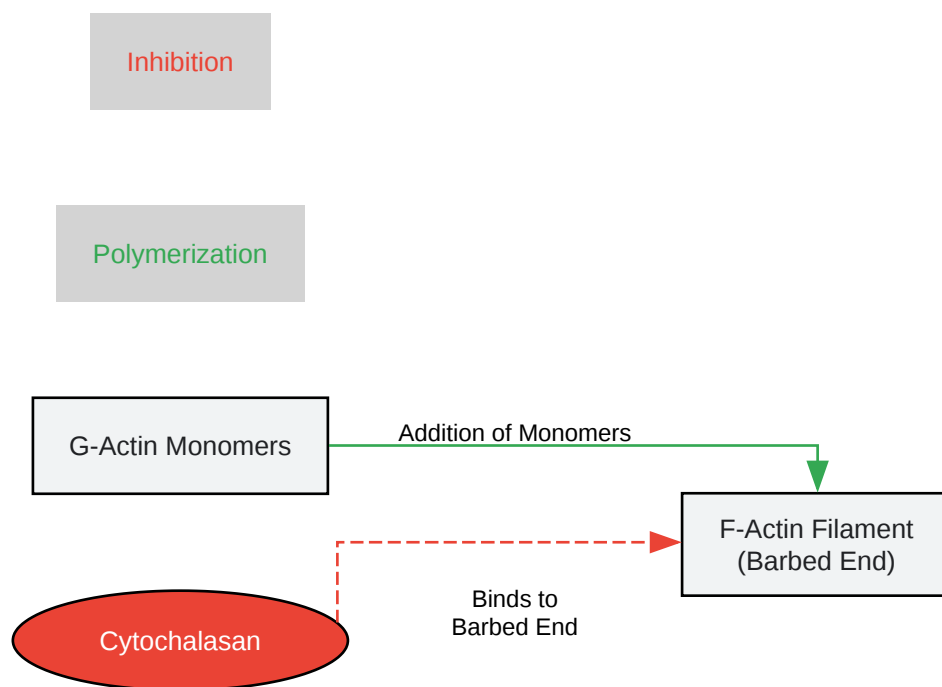 Inhibition
Polymerization
G-Actin Monomers
Addition of Monomers
F-Actin Filament
(Barbed End)
Binds to
Barbed End
Cytochalasan